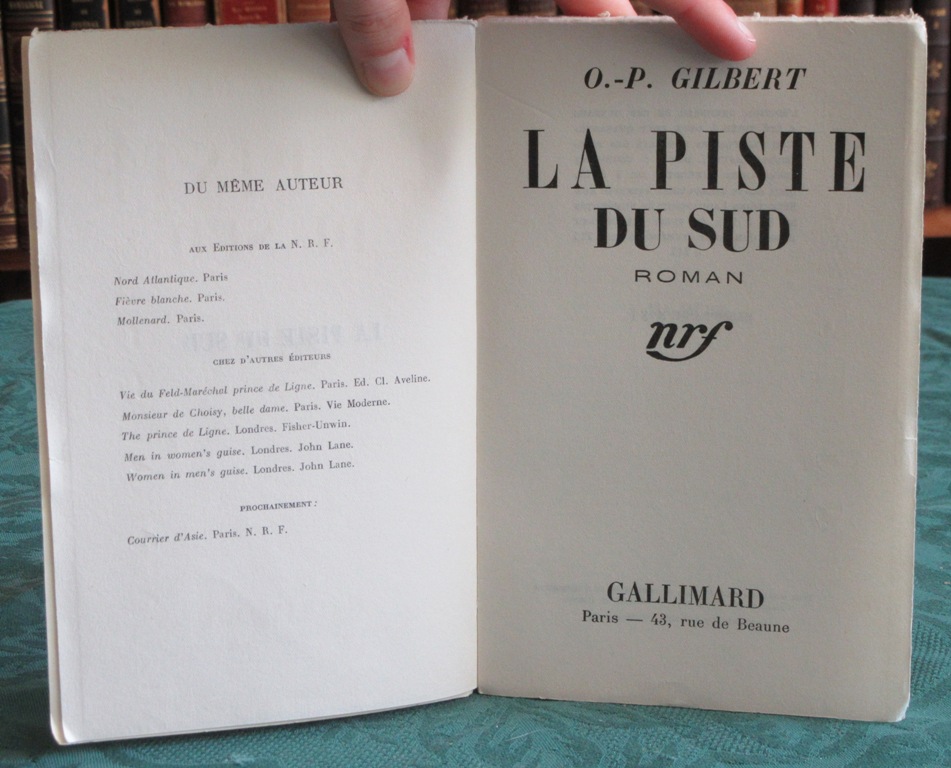 DU MÊME AUTEUR
AUX EDITIONS DE LA N. R. F.
Nord Atlantique. Paris
Fièvre blanche. Paris.
Mollenard. Paris.
CHEZ D'AUTRES ÉDITEURS
Vie du Feld-Maréchal prince de Ligne. Paris. Ed. Cl. Aveline.
Monsieur de Choisy, belle dame. Paris. Vie Moderne.
The prince de Ligne. Londres. Fisher-Unwin.
Men in women's guise. Londres. John Lane.
Women in men's guise. Londres. John Lane.
PROCHAINEMENT :
Courrier d'Asie. Paris. N. R. F.
O.-P. GILBERT
LA PISTE
DU SUD
ROMAN
nrf
GALLIMARD
Paris — 43, rue de Beaune